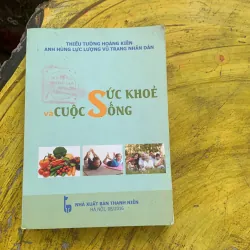 THIẾU TƯỚNG HOÀNG KIỀN
ANH HÙNG LỰC LƯỢNG VŨ TRANG NHÂN DÂN
SỨC KHOẺ
VÀ CUỘC SỐNG
NHÀ XUẤT BẢN THANH NIÊN